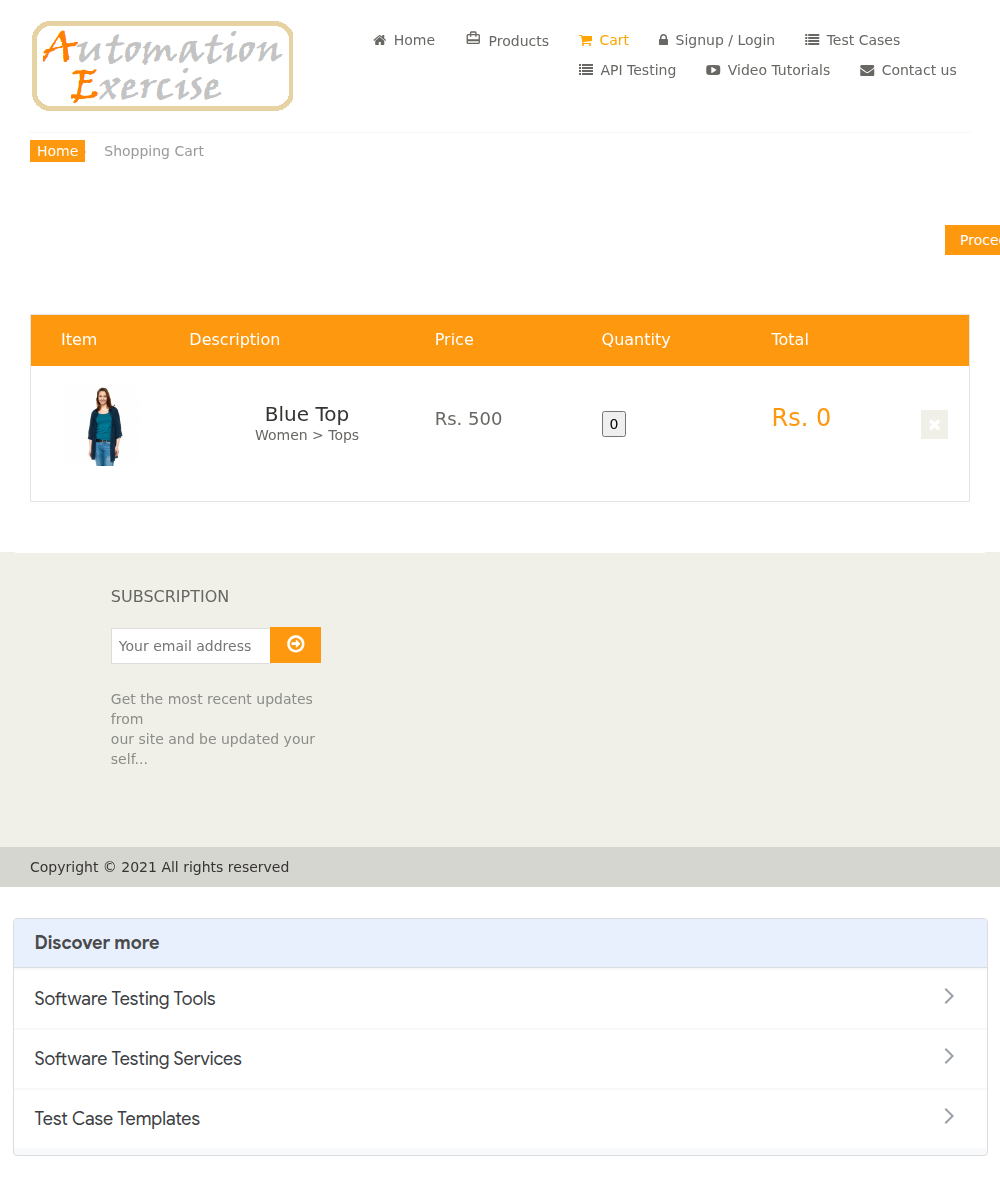 Automation
Exercise
Home
Products
Cart
Signup / Login
Test Cases
API Testing
Video Tutorials
Contact us
Home
Shopping Cart
Item Description Price Quantity Total
Blue Top
Women > Tops
Rs. 500
0
Rs. 0
SUBSCRIPTION
Your email address
Get the most recent updates
from
our site and be updated your
self...
Copyright © 2021 All rights reserved
Discover more
Software Testing Tools
Software Testing Services
Test Case Templates